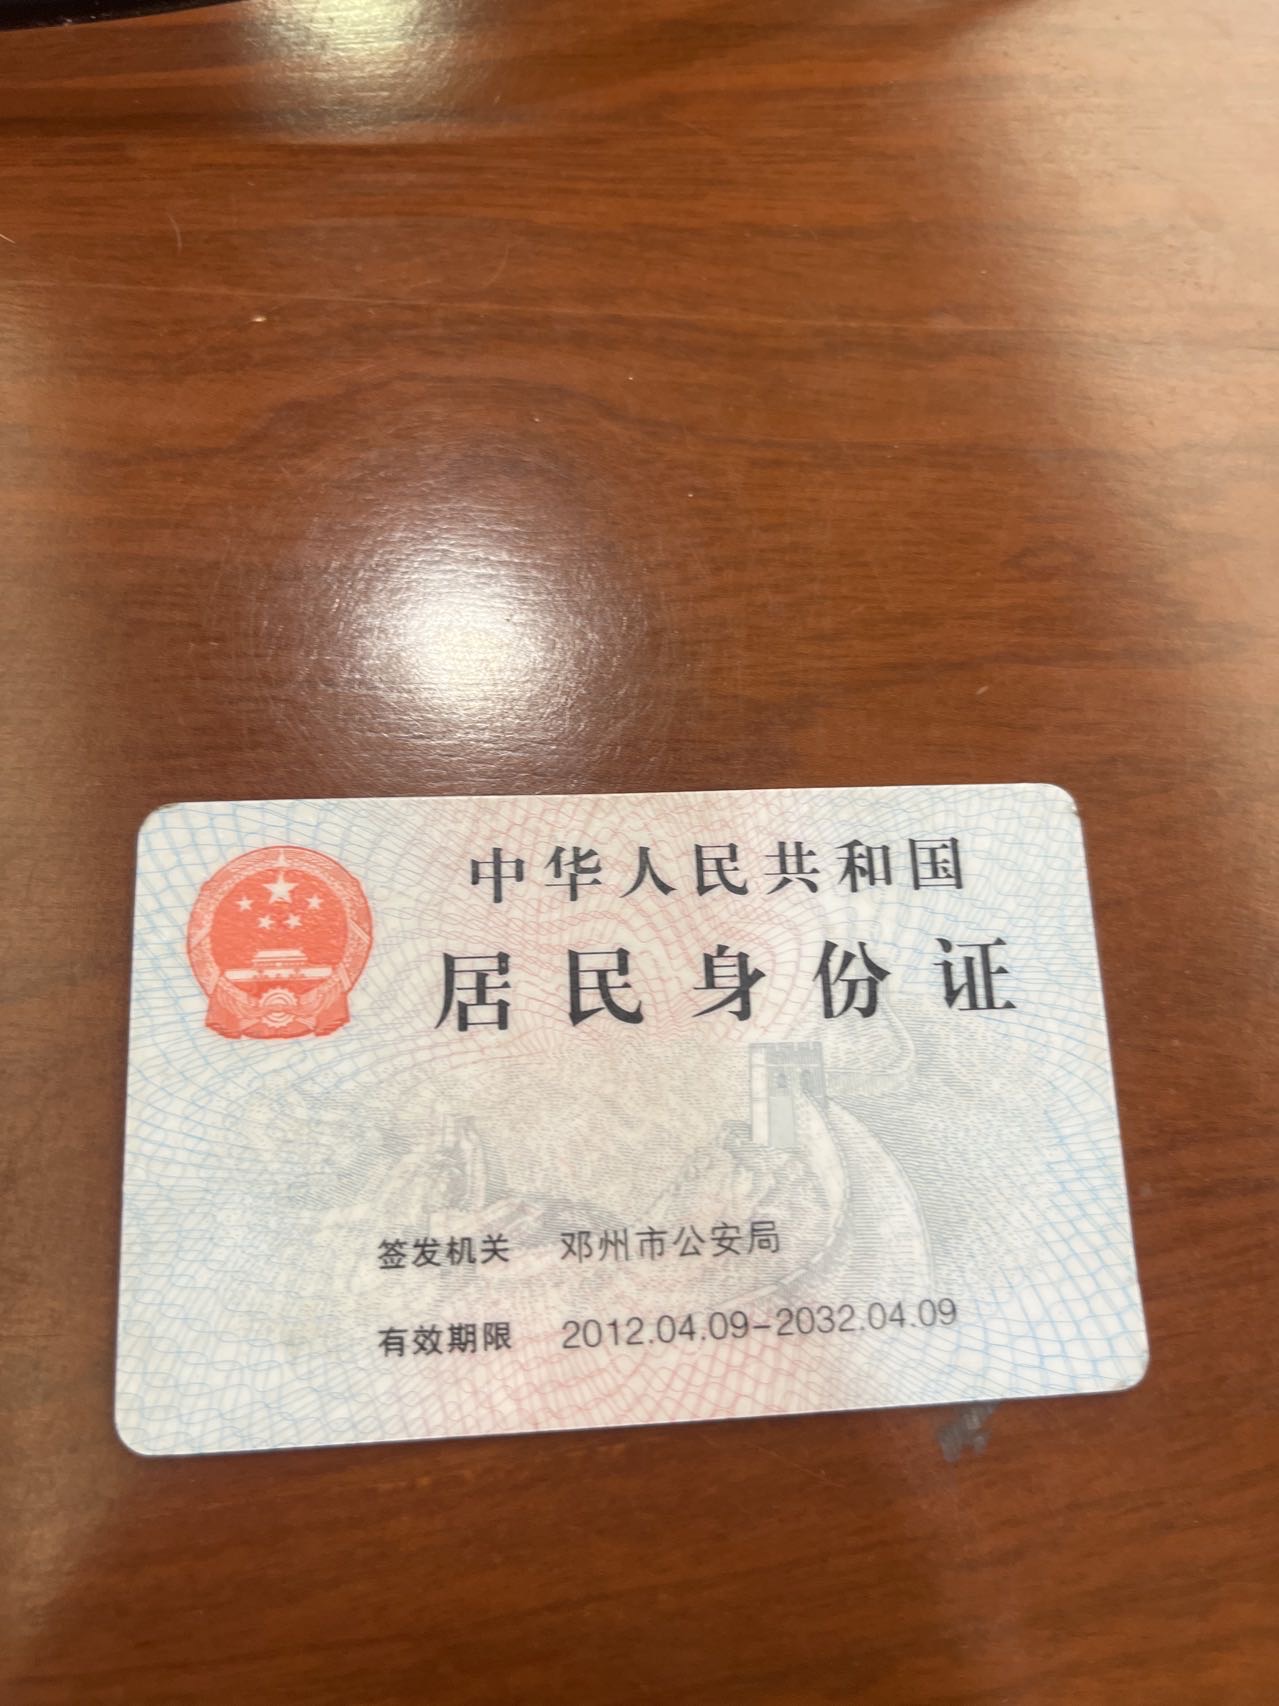 中华人民共和国
居民身份证
签发机关 邓州市公安局
有效期限 2012.04.09-2032.04.09